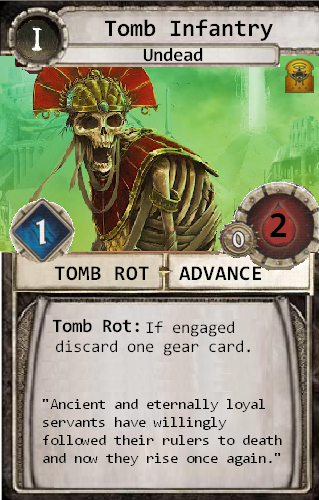 I
Tomb Infantry
Undead
1
0
2
TOMB ROT
ADVANCE
Tomb Rot: If engaged
discard one gear card.
"Ancient and eternally loyal
servants have willingly
followed their rulers to death
and now they rise once again."